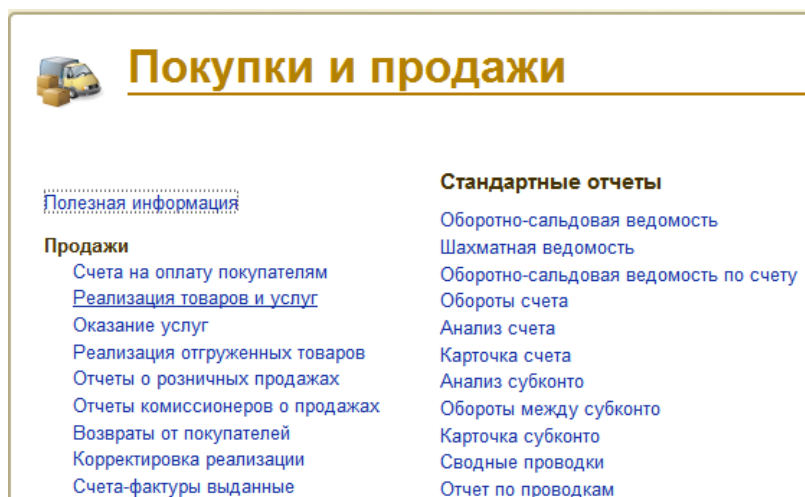 Покупки и продажи
Полезная информация
Продажи
Счета на оплату покупателям
Реализация товаров и услуг
Оказание услуг
Реализация отгруженных товаров
Отчеты о розничных продажах
Отчеты комиссионеров о продажах
Возвраты от покупателей
Корректировка реализации
Счета-фактуры выданные
Стандартные отчеты
Оборотно-сальдовая ведомость
Шахматная ведомость
Оборотно-сальдовая ведомость по счету
Обороты счета
Анализ счета
Карточка счета
Анализ субконто
Обороты между субконто
Карточка субконто
Сводные проводки
Отчет по проводкам